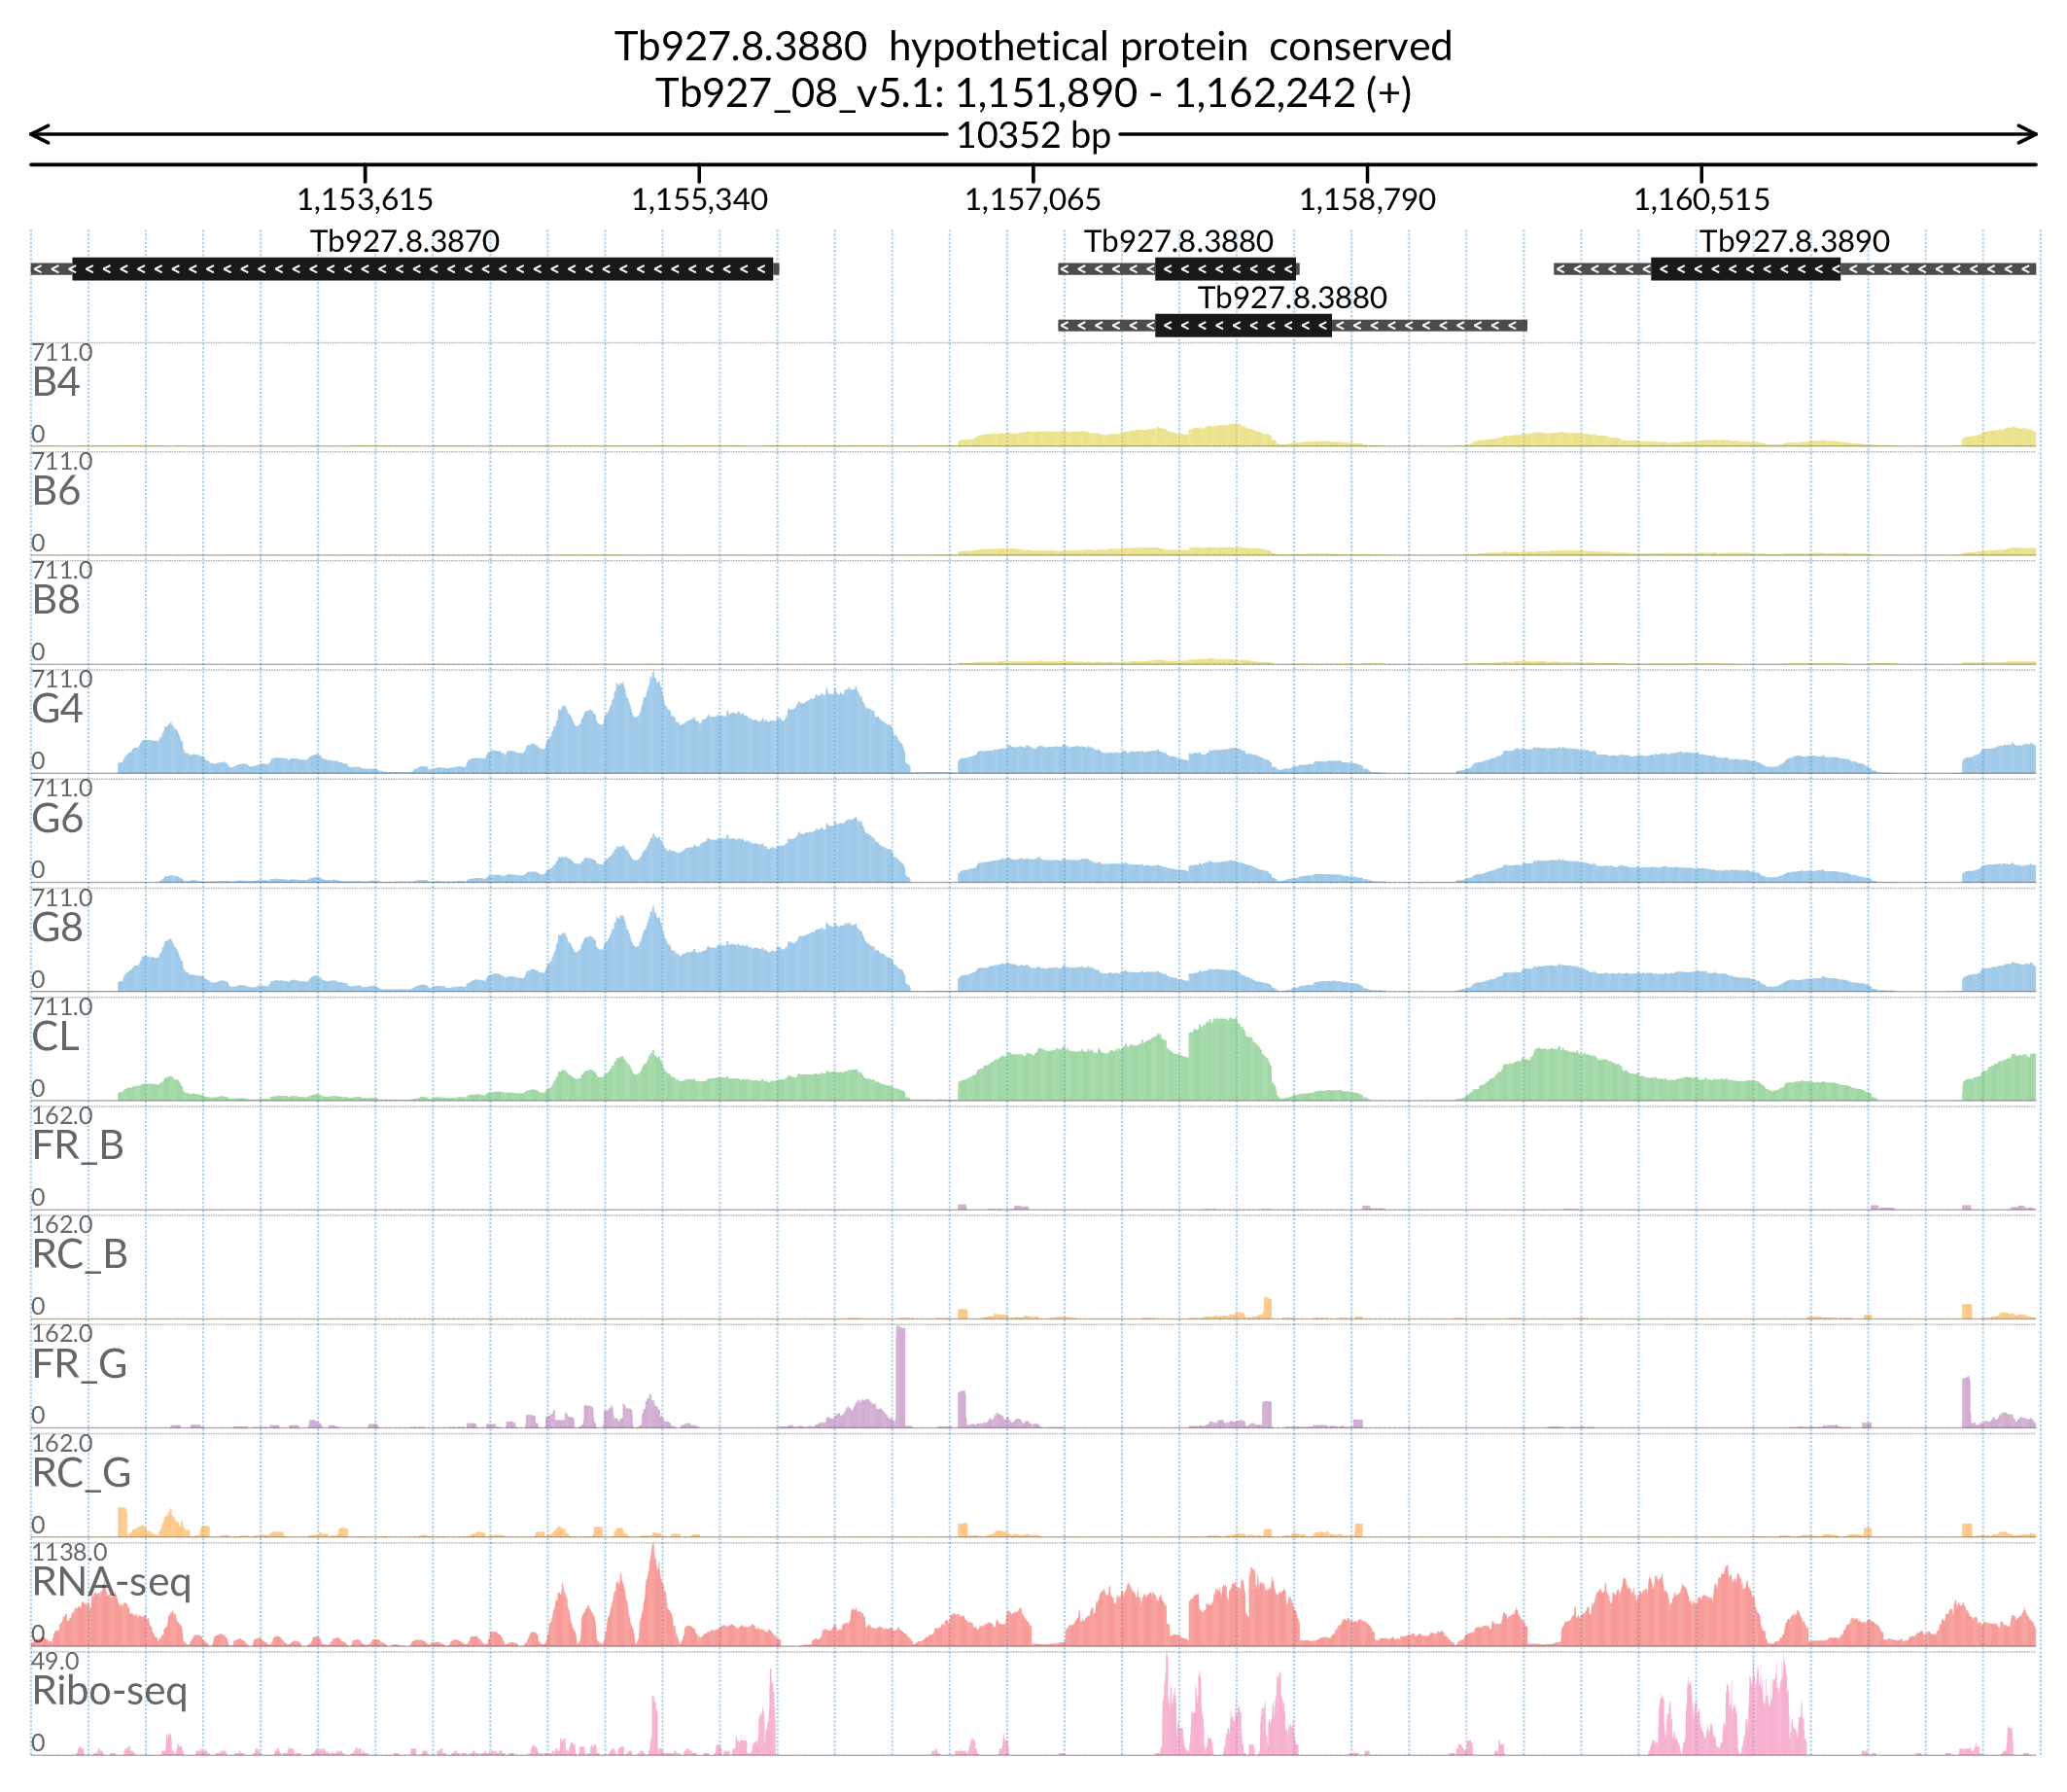 Tb927.8.3880  hypothetical protein  conserved
Tb927_08_v5.1: 1,151,890 - 1,162,242 (+)
10352 bp
1,153,615 1,155,340 1,157,065 1,158,790 1,160,515
Tb927.8.3870 Tb927.8.3880 Tb927.8.3890
Tb927.8.3880
711.0
B4
0
711.0
B6
0
711.0
B8
0
711.0
G4
0
711.0
G6
0
711.0
G8
0
711.0
CL
0
162.0
FR_B
0
162.0
RC_B
0
162.0
FR_G
0
162.0
RC_G
0
1138.0
RNA-seq
0
49.0
Ribo-seq
0